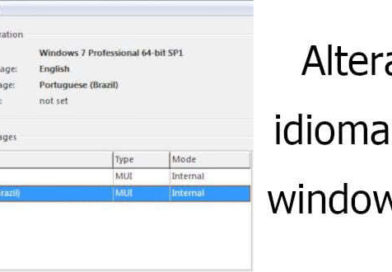 ration
Windows 7 Professional 64-bit SP1
age: English
age: Portuguese (Brazil)
: not set
ages
Type Mode
MUI Internal
razil) MUI Internal
Altera
idioma
window